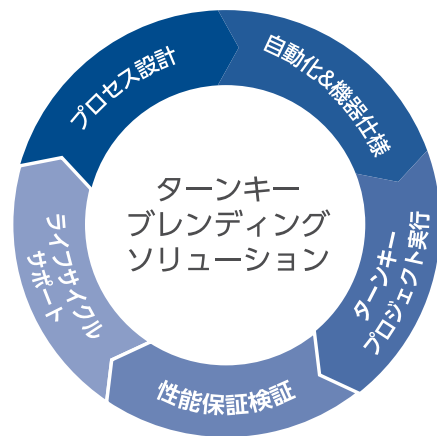 プロセス設計
自動化&機器仕様
ターンキー
プロジェクト実行
性能保証検証
ライフサイクル
サポート
ターンキー
ブレンディング
ソリューション